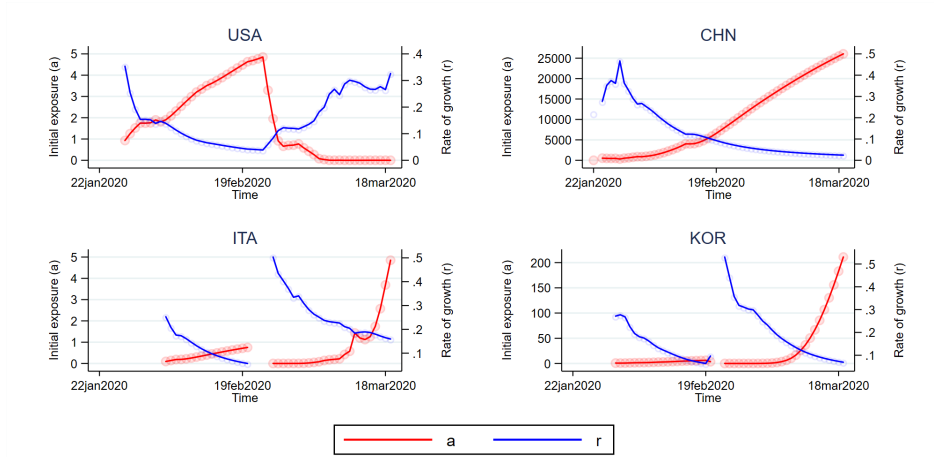 USA
Initial exposure (a)
5
4
3
2
1
0
.4
.3
.2
.1
0
Rate of growth (r)
22jan2020 19feb2020 18mar2020
Time
CHN
Initial exposure (a)
25000
20000
15000
10000
5000
0
.5
.4
.3
.2
.1
0
Rate of growth (r)
22jan2020 19feb2020 18mar2020
Time
ITA
Initial exposure (a)
5
4
3
2
1
0
.5
.4
.3
.2
.1
Rate of growth (r)
22jan2020 19feb2020 18mar2020
Time
KOR
Initial exposure (a)
200
150
100
50
0
.5
.4
.3
.2
.1
Rate of growth (r)
22jan2020 19feb2020 18mar2020
Time
a r